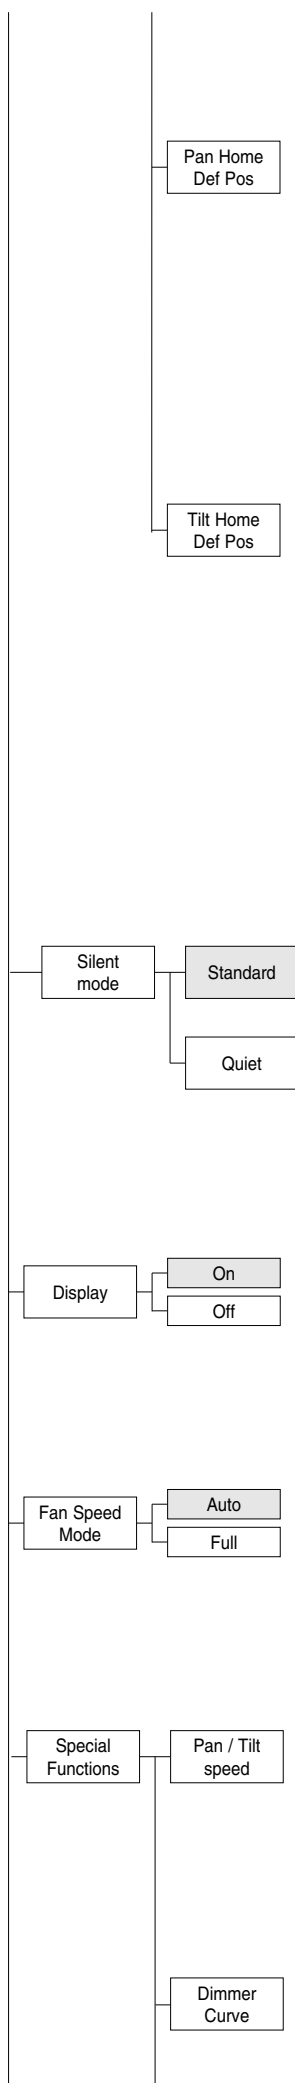 Pan Home
Def Pos
Tilt Home
Def Pos
Silent
mode
Standard
Quiet
Display
On
Off
Fan Speed
Mode
Auto
Full
Special
Functions
Pan / Tilt
speed
Dimmer
Curve